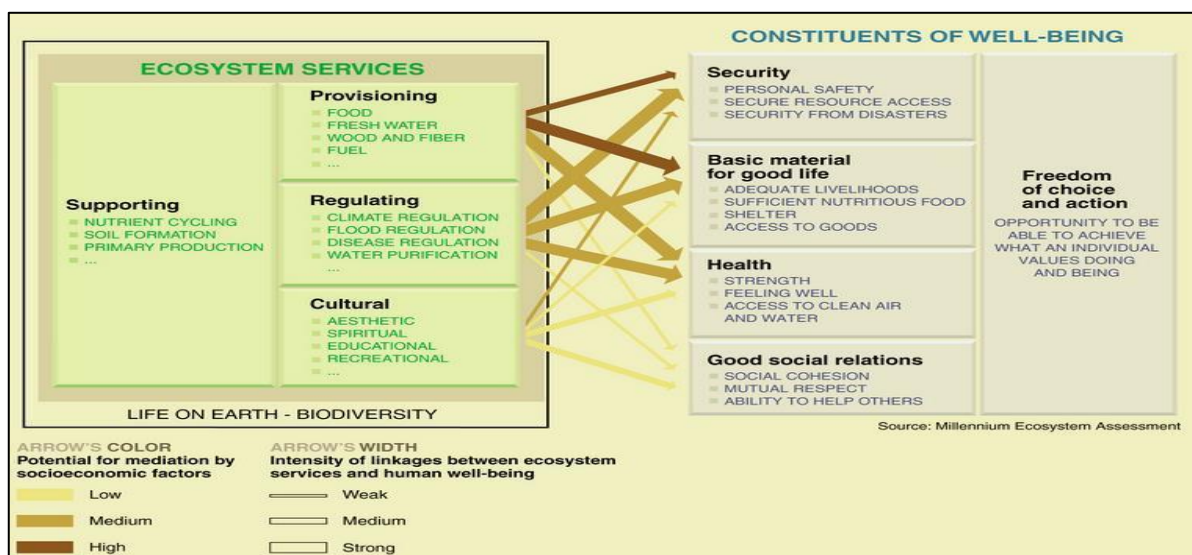 CONSTITUENTS OF WELL-BEING
ECOSYSTEM SERVICES
Supporting
NUTRIENT CYCLING
SOIL FORMATION
PRIMARY PRODUCTION
...
Provisioning
FOOD
FRESH WATER
WOOD AND FIBER
FUEL
...
Regulating
CLIMATE REGULATION
FLOOD REGULATION
DISEASE REGULATION
WATER PURIFICATION
...
Cultural
AESTHETIC
SPIRITUAL
EDUCATIONAL
RECREATIONAL
...
LIFE ON EARTH - BIODIVERSITY
Security
PERSONAL SAFETY
SECURE RESOURCE ACCESS
SECURITY FROM DISASTERS
Basic material
for good life
ADEQUATE LIVELIHOODS
SUFFICIENT NUTRITIOUS FOOD
SHELTER
ACCESS TO GOODS
Health
STRENGTH
FEELING WELL
ACCESS TO CLEAN AIR
AND WATER
Good social relations
SOCIAL COHESION
MUTUAL RESPECT
ABILITY TO HELP OTHERS
Freedom
of choice
and action
OPPORTUNITY TO BE
ABLE TO ACHIEVE
WHAT AN INDIVIDUAL
VALUES DOING
AND BEING
Source: Millennium Ecosystem Assessment
ARROW'S COLOR
Potential for mediation by
socioeconomic factors
Low
Medium
High
ARROW'S WIDTH
Intensity of linkages between ecosystem
services and human well-being
Weak
Medium
Strong